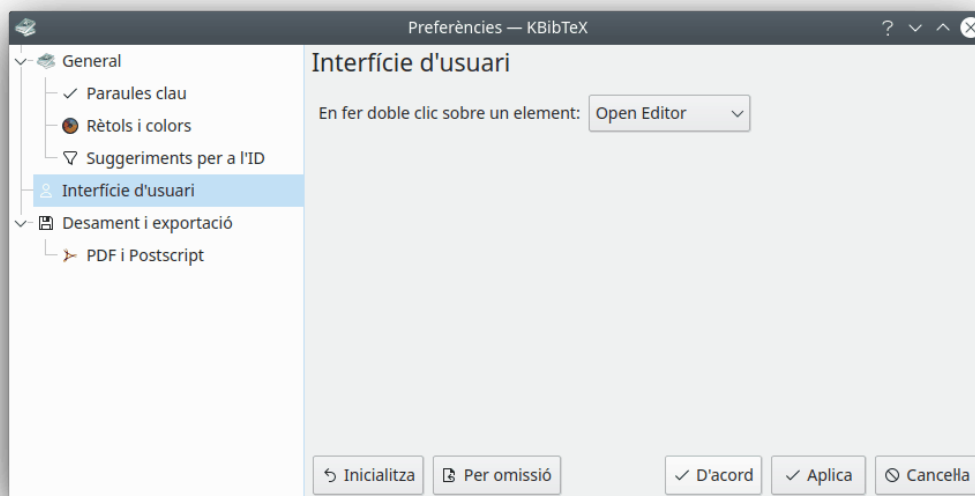 Preferències — KBibTeX
General
Paraules clau
Rètols i colors
Suggeriments per a l'ID
Interfície d'usuari
Desament i exportació
PDF i Postscript
Interfície d'usuari
En fer doble clic sobre un element: Open Editor
Inicialitza Per omissió D'acord Aplica Cancel·la